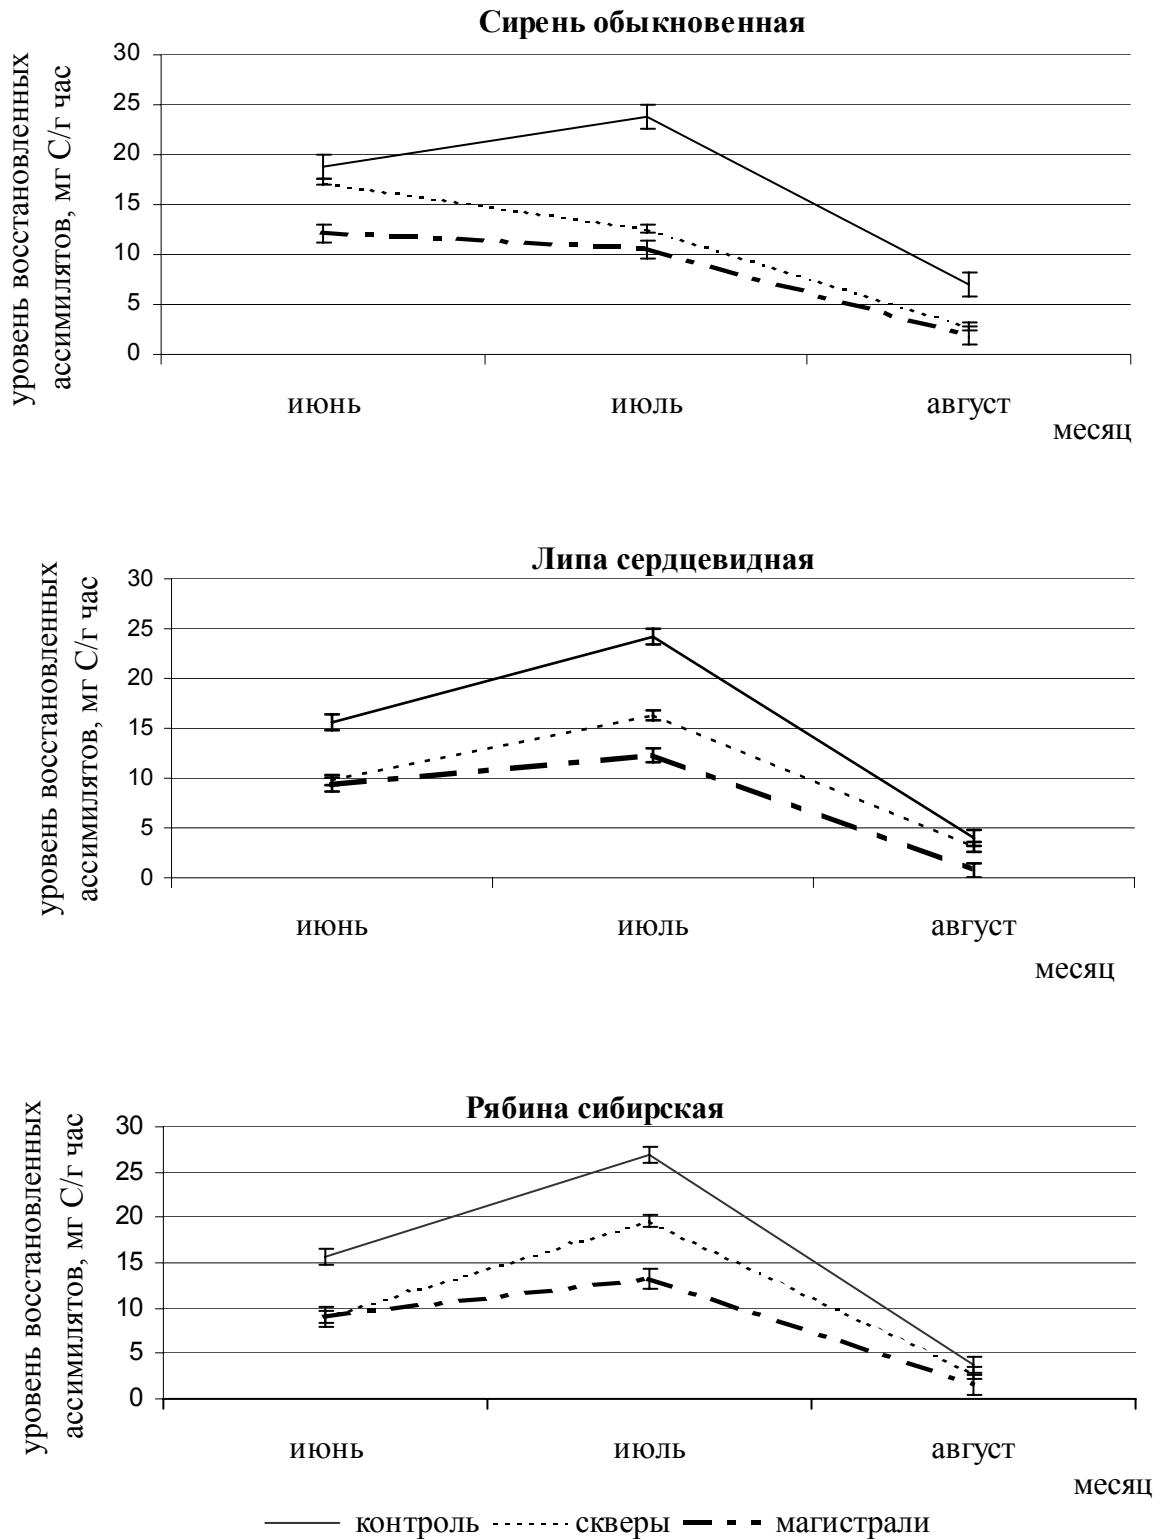 Сирень обыкновенная
уровень восстановленных
ассимилятов, мг С/г час
30
25
20
15
10
5
0
июнь июль август
месяц
Липа сердцевидная
уровень восстановленных
ассимилятов, мг С/г час
30
25
20
15
10
5
0
июнь июль август
месяц
Рябина сибирская
уровень восстановленных
ассимилятов, мг С/г час
30
25
20
15
10
5
0
июнь июль август
месяц
контроль скверы магистрали